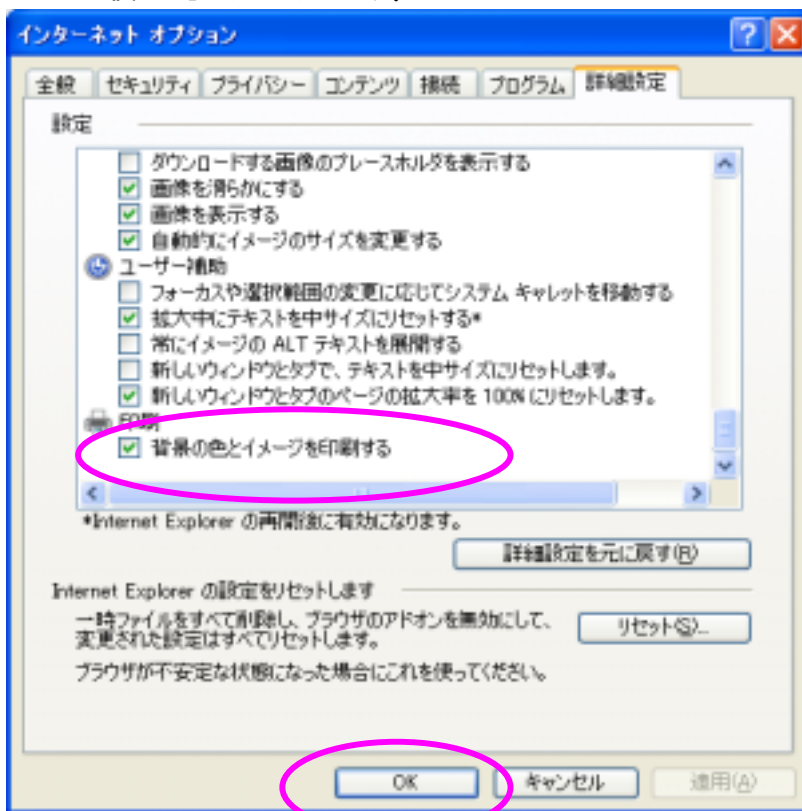 インターネット オプション
全般 セキュリティ プライバシー コンテンツ 接続 プログラム 詳細設定
設定
ダウンロードする画像のプレースホルダを表示する
画像を滑らかにする
画像を表示する
自動的にイメージのサイズを変更する
ユーザー補助
フォーカスや選択範囲の変更に応じてシステム キャレットを移動する
拡大中にテキストを中サイズにリセットする*
常にイメージの ALT テキストを展開する
新しいウィンドウとタブで、テキストを中サイズにリセットします。
新しいウィンドウとタブのページの拡大率を 100% にリセットします。
印刷
背景の色とイメージを印刷する
*Internet Explorer の再開後に有効になります。
詳細設定を元に戻す(R)
Internet Explorer の設定をリセットします
一時ファイルをすべて削除し、ブラウザのアドオンを無効にして、
変更された設定はすべてリセットします。
リセット(S)...
ブラウザが不安定な状態になった場合にこれを使ってください。
OK キャンセル 適用(A)